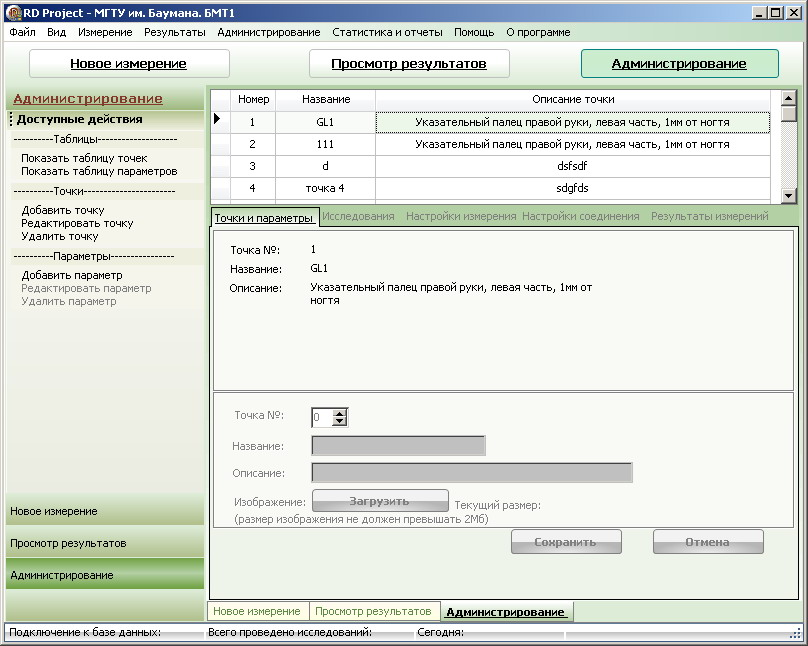 RD Project - МГТУ им. Баумана. БМТ1
Файл Вид Измерение Результаты Администрирование Статистика и отчеты Помощь О программе
Новое измерение Просмотр результатов Администрирование
Администрирование
Доступные действия
----------Таблицы--------------------
Показать таблицу точек
Показать таблицу параметров
----------Точки-----------------------
Добавить точку
Редактировать точку
Удалить точку
----------Параметры----------------
Добавить параметр
Редактировать параметр
Удалить параметр
Новое измерение
Просмотр результатов
Администрирование
Номер Название Описание точки
1 GL1 Указательный палец правой руки, левая часть, 1мм от ногтя
2 111 Указательный палец правой руки, левая часть, 1мм от ногтя
3 d dsfsdf
4 точка 4 sdgfds
Точки и параметры Исследования Настройки измерения Настройки соединения Результаты измерений
Точка №: 1
Название: GL1
Описание: Указательный палец правой руки, левая часть, 1мм от
ногтя
Точка №: 0
Название:
Описание:
Изображение: Загрузить Текущий размер:
(размер изображения не должен превышать 2Мб)
Сохранить Отмена
Новое измерение Просмотр результатов Администрирование
Подключение к базе данных: Всего проведено исследований: Сегодня: